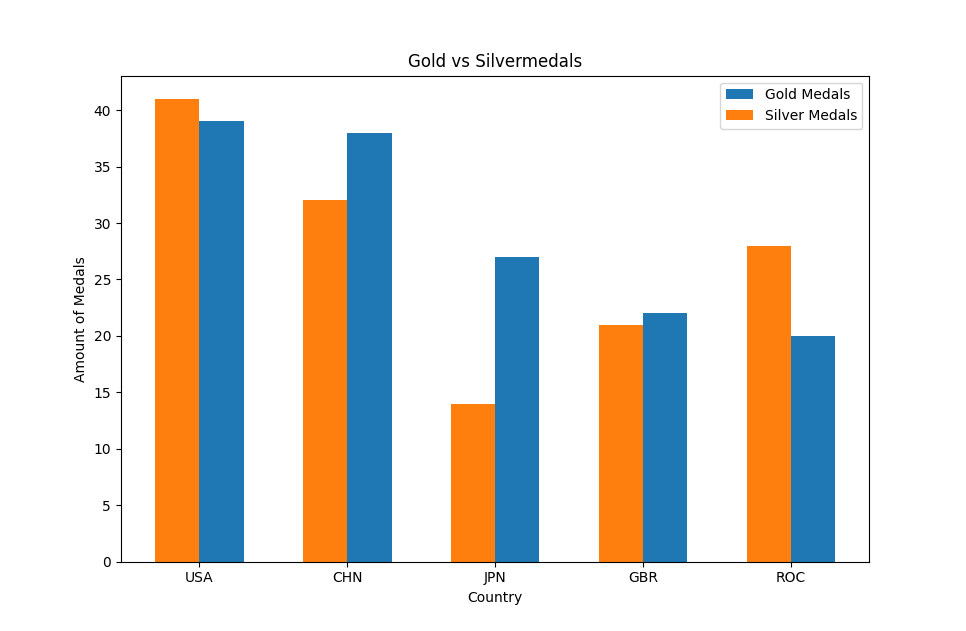 Gold vs Silvermedals
Gold Medals
Silver Medals
40
35
30
25
20
15
10
5
0
Amount of Medals
USA CHN JPN GBR ROC
Country